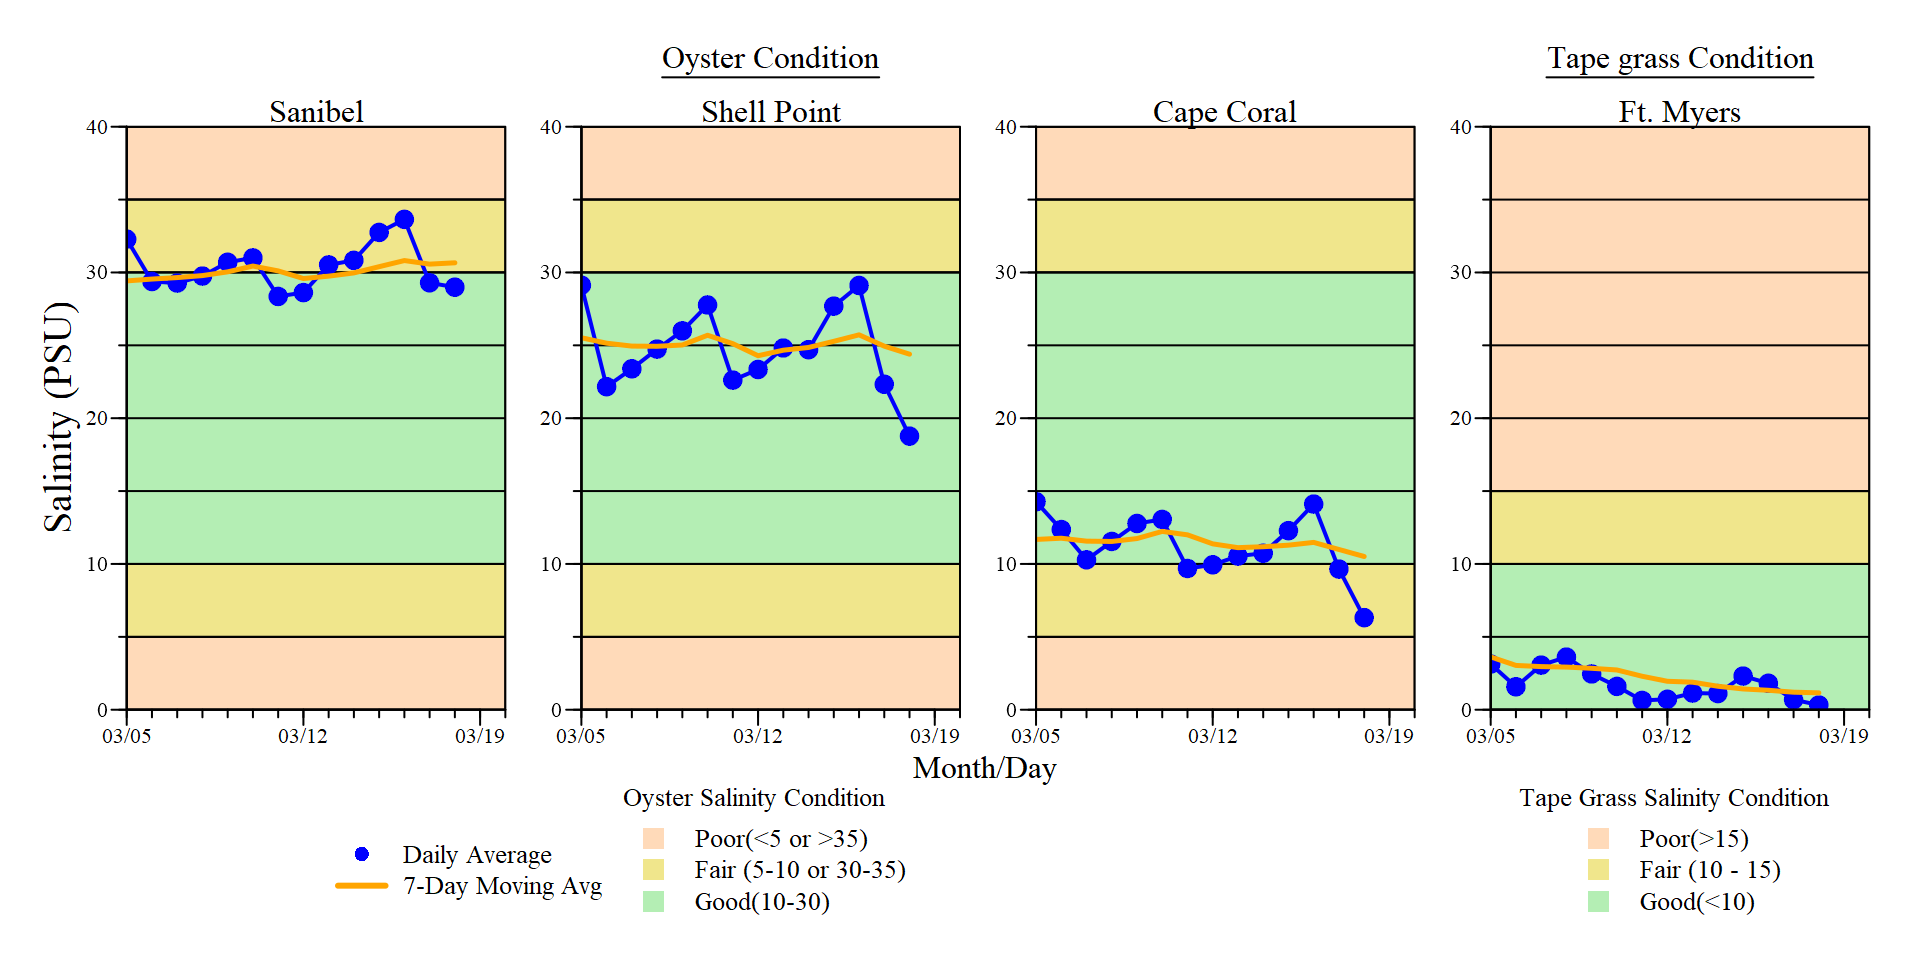 Oyster Condition
Tape grass Condition
Sanibel
Shell Point
Cape Coral
Ft. Myers
Salinity (PSU)
40
30
20
10
0
03/05
03/12
03/19
40
30
20
10
0
03/05
03/12
03/19
40
30
20
10
0
03/05
03/12
03/19
40
30
20
10
0
03/05
03/12
03/19
Month/Day
Daily Average
7-Day Moving Avg
Oyster Salinity Condition
Poor(<5 or >35)
Fair (5-10 or 30-35)
Good(10-30)
Tape Grass Salinity Condition
Poor(>15)
Fair (10 - 15)
Good(<10)